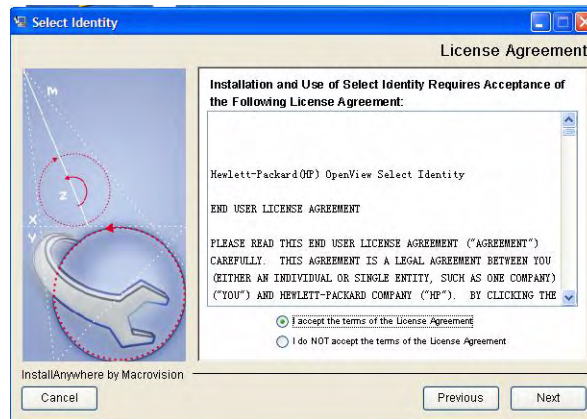 Select Identity
License Agreement
Installation and Use of Select Identity Requires Acceptance of
the Following License Agreement:
Hewlett-Packard(HP) OpenView Select Identity
END USER LICENSE AGREEMENT
PLEASE READ THIS END USER LICENSE AGREEMENT ("AGREEMENT")
CAREFULLY. THIS AGREEMENT IS A LEGAL AGREEMENT BETWEEN YOU
(EITHER AN INDIVIDUAL OR SINGLE ENTITY, SUCH AS ONE COMPANY)
("YOU") AND HEWLETT-PACKARD COMPANY ("HP"). BY CLICKING THE
I accept the terms of the License Agreement
I do NOT accept the terms of the License Agreement
M
Z
X
Y
InstallAnywhere by Macrovision
Cancel
Previous
Next